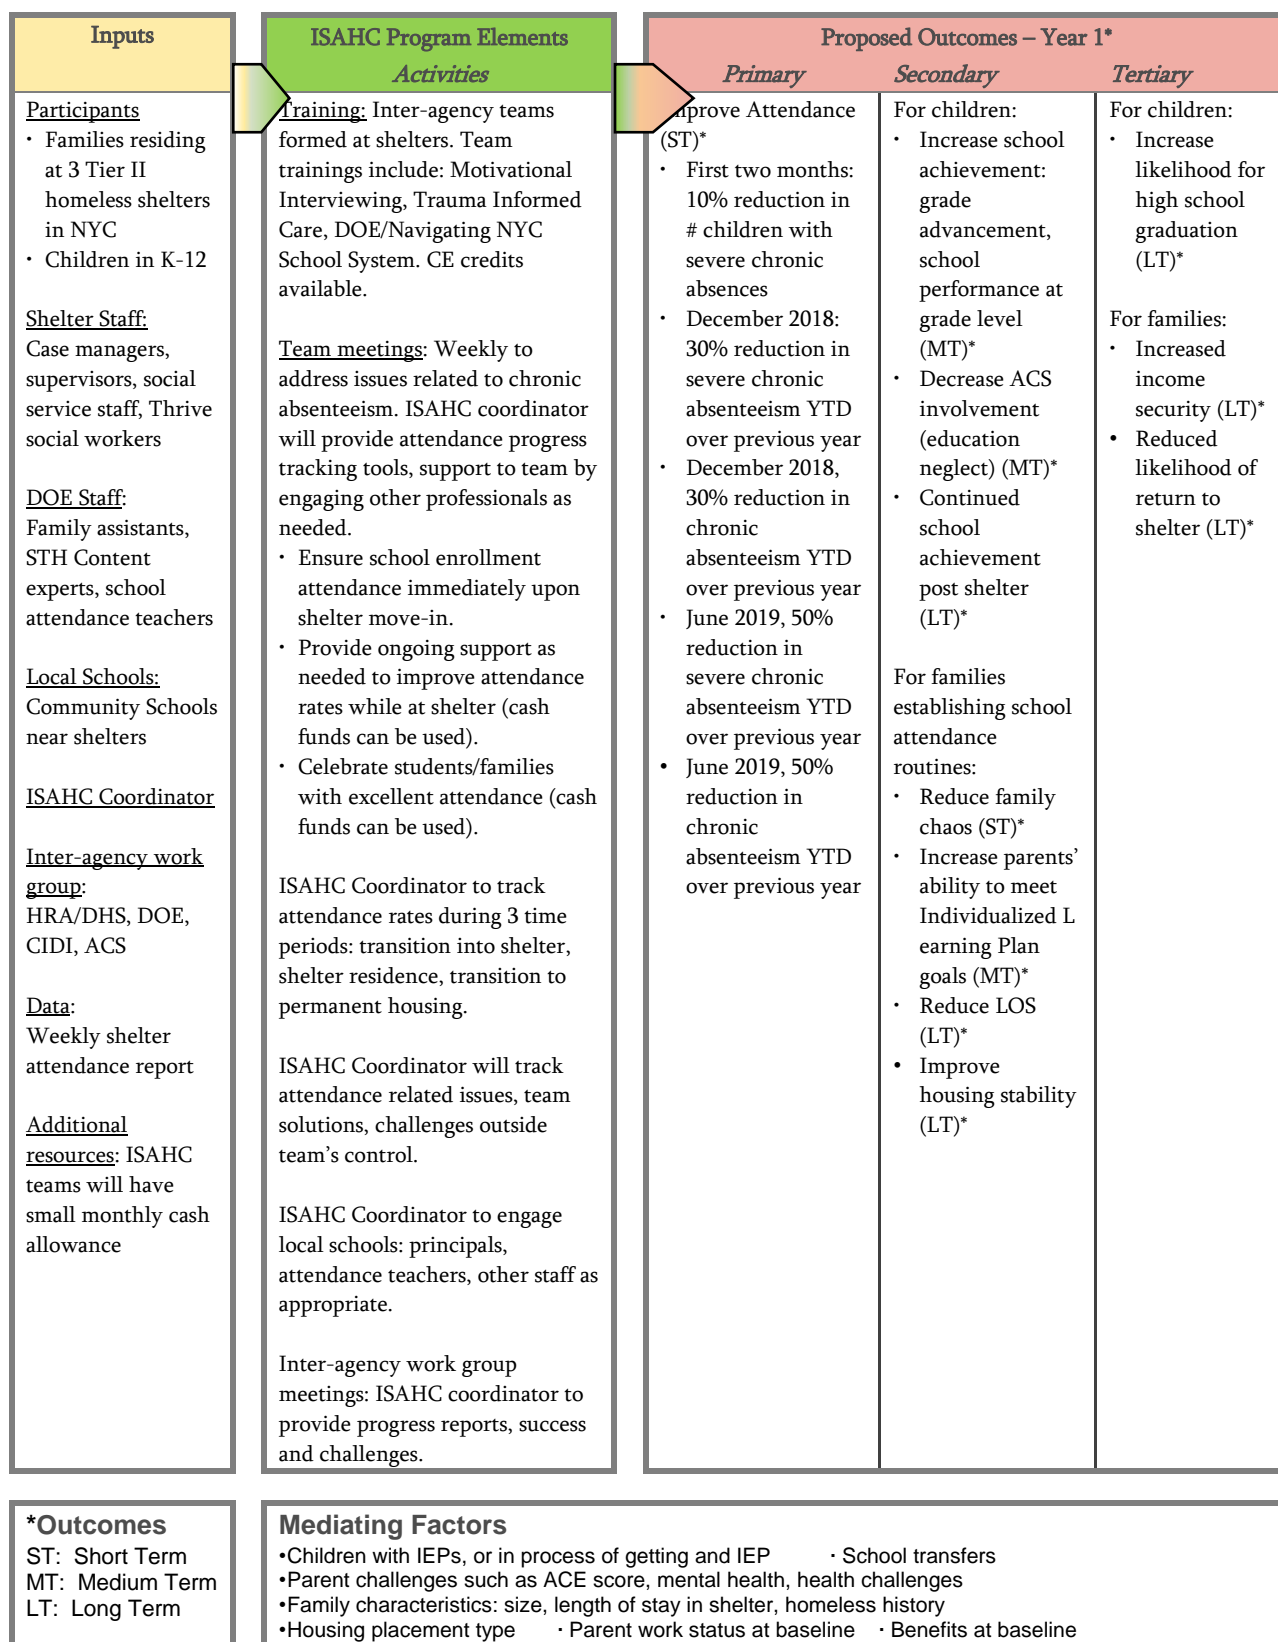 Inputs
Participants
· Families residing
at 3 Tier II
homeless shelters
in NYC
· Children in K-12
Shelter Staff:
Case managers,
supervisors, social
service staff, Thrive
social workers
DOE Staff:
Family assistants,
STH Content
experts, school
attendance teachers
Local Schools:
Community Schools
near shelters
ISAHC Coordinator
Inter-agency work
group:
HRA/DHS, DOE,
CIDI, ACS
Data:
Weekly shelter
attendance report
Additional
resources: ISAHC
teams will have
small monthly cash
allowance
ISAHC Program Elements
Activities
Training: Inter-agency teams
formed at shelters. Team
trainings include: Motivational
Interviewing, Trauma Informed
Care, DOE/Navigating NYC
School System. CE credits
available.
Team meetings: Weekly to
address issues related to chronic
absenteeism. ISAHC coordinator
will provide attendance progress
tracking tools, support to team by
engaging other professionals as
needed.
· Ensure school enrollment
attendance immediately upon
shelter move-in.
· Provide ongoing support as
needed to improve attendance
rates while at shelter (cash
funds can be used).
· Celebrate students/families
with excellent attendance (cash
funds can be used).
ISAHC Coordinator to track
attendance rates during 3 time
periods: transition into shelter,
shelter residence, transition to
permanent housing.
ISAHC Coordinator will track
attendance related issues, team
solutions, challenges outside
team's control.
ISAHC Coordinator to engage
local schools: principals,
attendance teachers, other staff as
appropriate.
Inter-agency work group
meetings: ISAHC coordinator to
provide progress reports, success
and challenges.
Proposed Outcomes – Year 1*
Primary
mprove Attendance
(ST)*
· First two months:
10% reduction in
# children with
severe chronic
absences
· December 2018:
30% reduction in
severe chronic
absenteeism YTD
over previous year
· December 2018,
30% reduction in
chronic
absenteeism YTD
over previous year
· June 2019, 50%
reduction in
severe chronic
absenteeism YTD
over previous year
• June 2019, 50%
reduction in
chronic
absenteeism YTD
over previous year
Secondary
For children:
· Increase school
achievement:
grade
advancement,
school
performance at
grade level
(MT)*
· Decrease ACS
involvement
(education
neglect) (MT)*
· Continued
school
achievement
post shelter
(LT)*
For families
establishing school
attendance
routines:
· Reduce family
chaos (ST)*
· Increase parents'
ability to meet
Individualized L
earning Plan
goals (MT)*
· Reduce LOS
(LT)*
• Improve
housing stability
(LT)*
Tertiary
For children:
· Increase
likelihood for
high school
graduation
(LT)*
For families:
· Increased
income
security (LT)*
• Reduced
likelihood of
return to
shelter (LT)*
*Outcomes
ST: Short Term
MT: Medium Term
LT: Long Term
Mediating Factors
•Children with IEPs, or in process of getting and IEP · School transfers
•Parent challenges such as ACE score, mental health, health challenges
•Family characteristics: size, length of stay in shelter, homeless history
•Housing placement type · Parent work status at baseline · Benefits at baseline